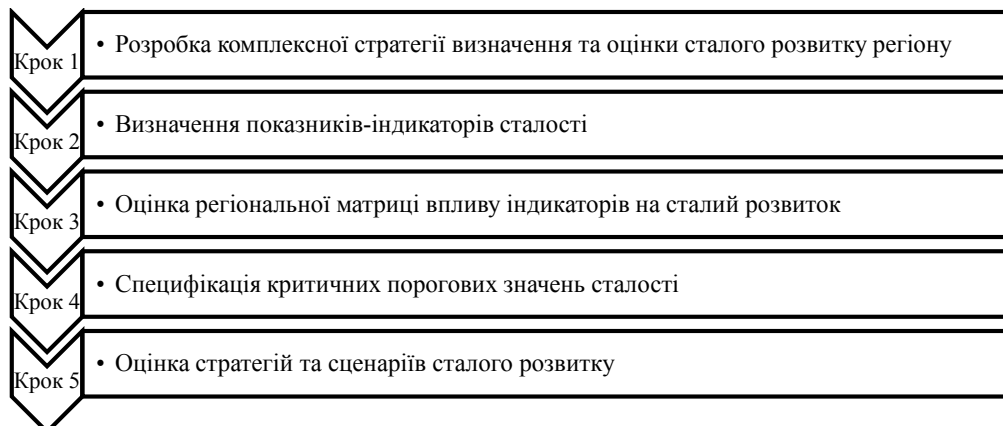 Крок 1
• Розробка комплексної стратегії визначення та оцінки сталого розвитку регіону
Крок 2
• Визначення показників-індикаторів сталості
Крок 3
• Оцінка регіональної матриці впливу індикаторів на сталий розвиток
Крок 4
• Специфікація критичних порогових значень сталості
Крок 5
• Оцінка стратегій та сценаріїв сталого розвитку